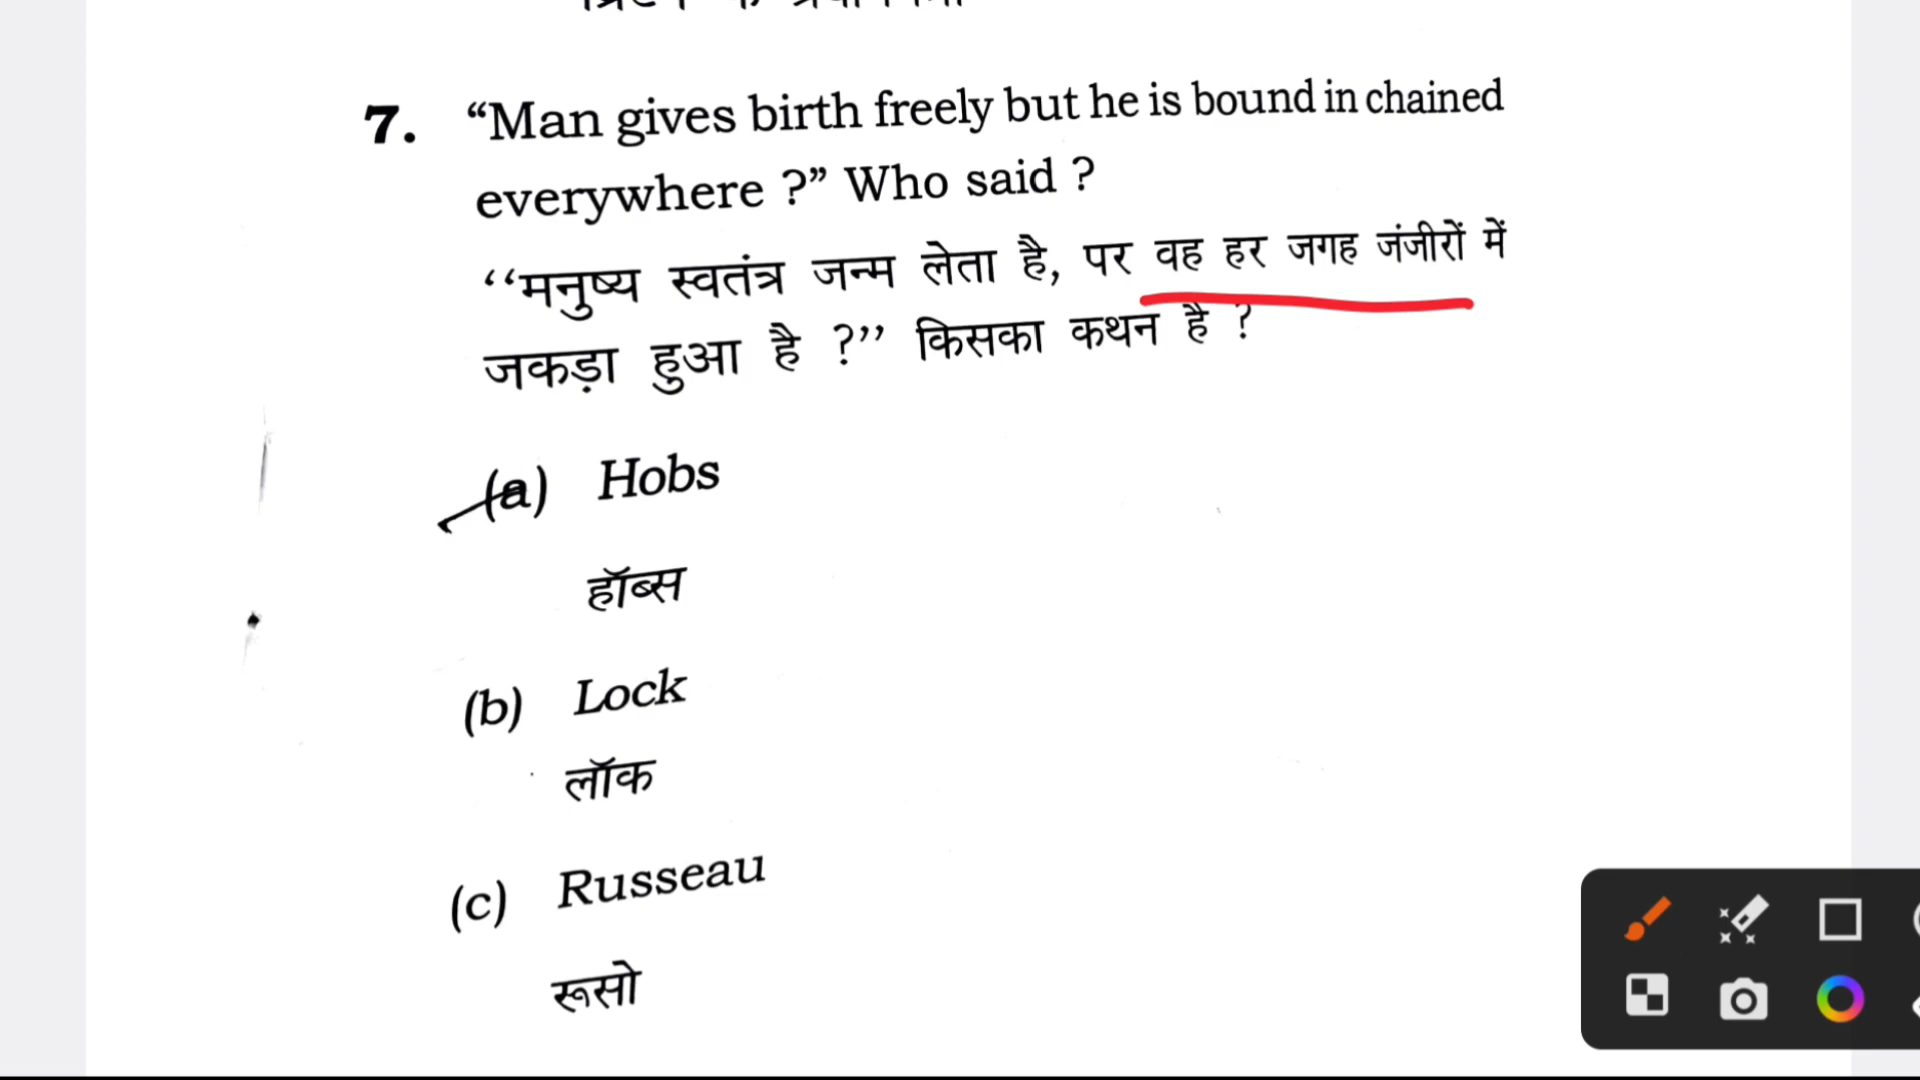 7. “Man gives birth freely but he is bound in chained
everywhere ?” Who said ?
‘‘मनुष्य स्वतंत्र जन्म लेता है, पर वह हर जगह जंजीरों में
जकड़ा हुआ है ?’’ किसका कथन है ?
(a) Hobs
हॉब्स
(b) Lock
लॉक
(c) Russeau
रूसो